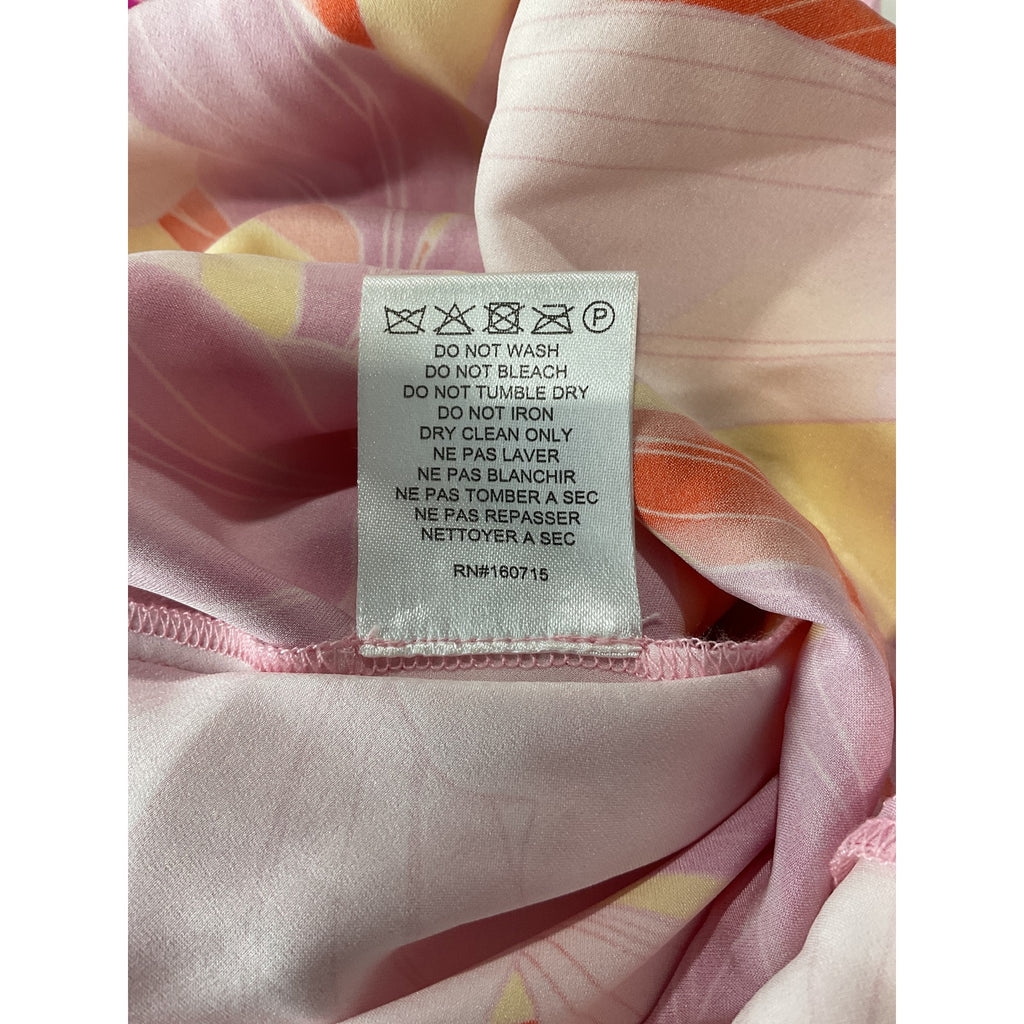 P
DO NOT WASH
DO NOT BLEACH
DO NOT TUMBLE DRY
DO NOT IRON
DRY CLEAN ONLY
NE PAS LAVER
NE PAS BLANCHIR
NE PAS TOMBER A SEC
NE PAS REPASSER
NETTOYER A SEC
RN#160715